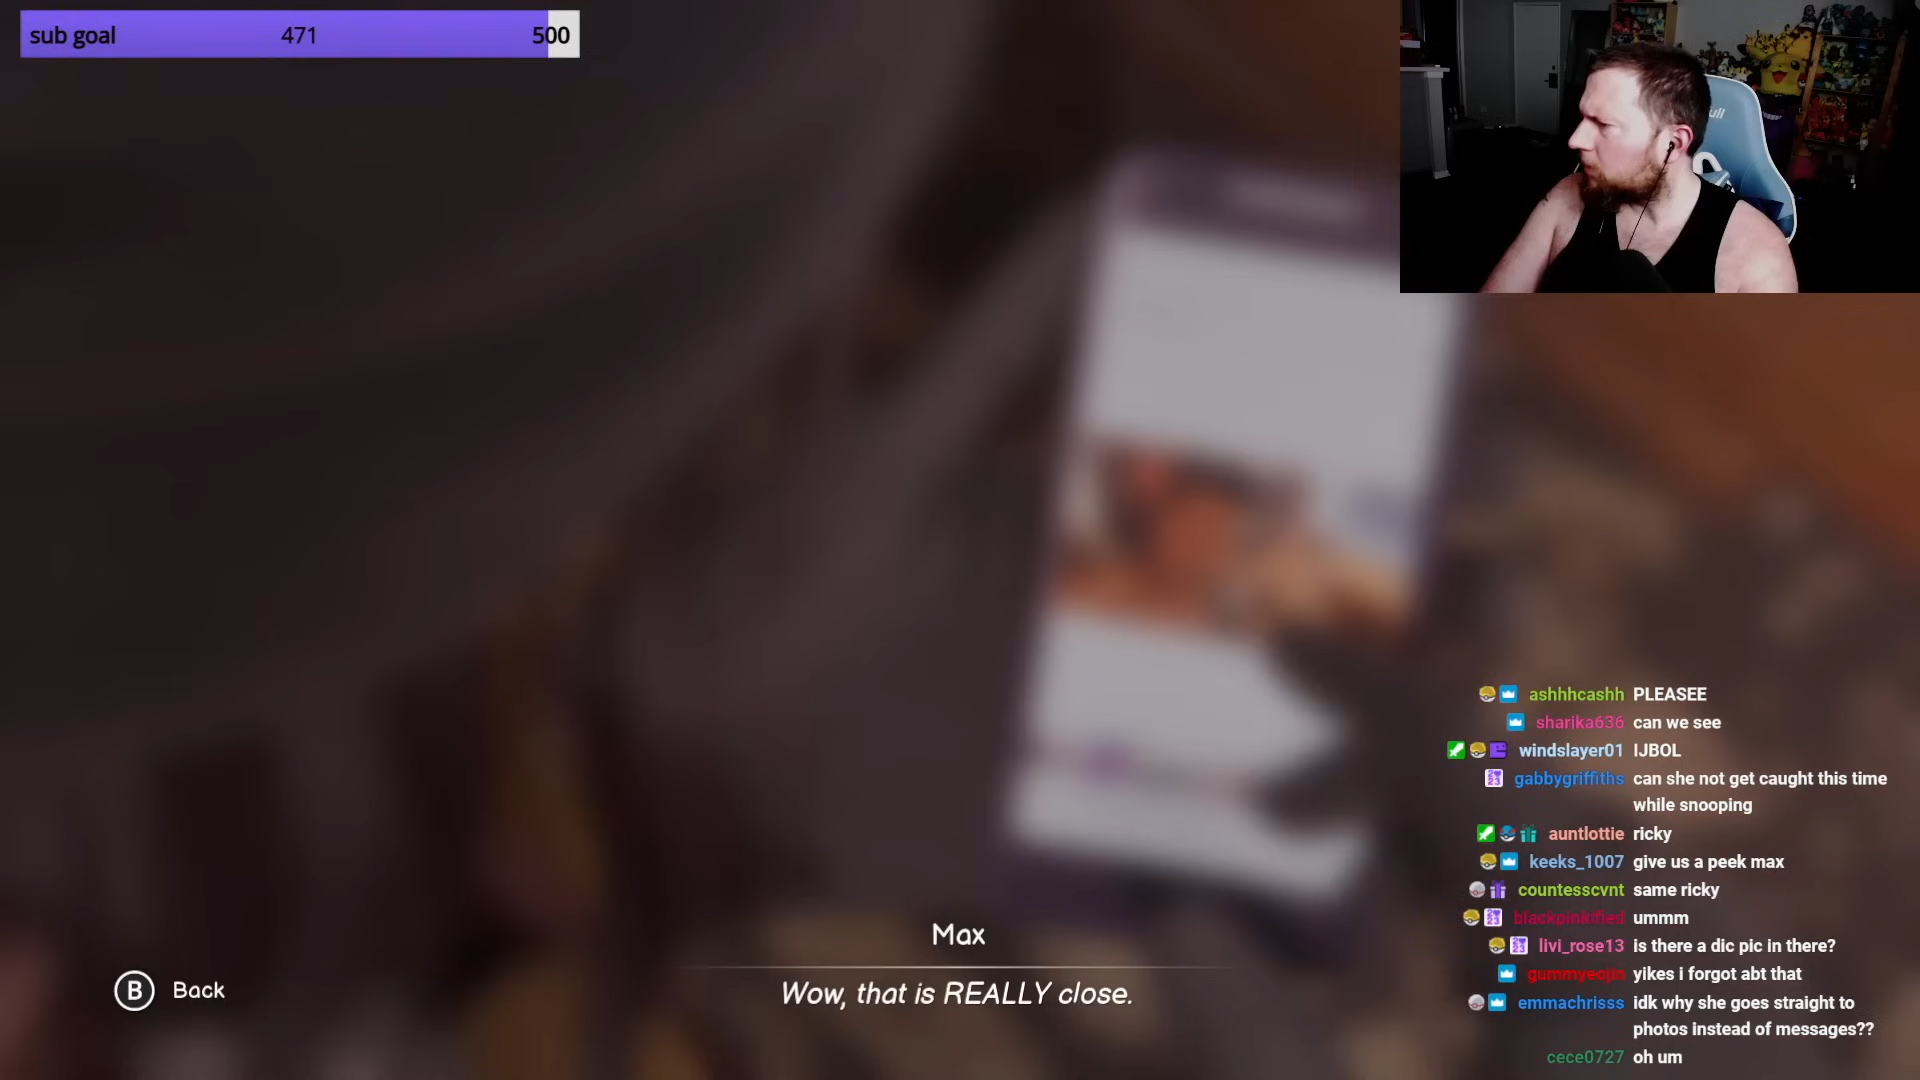 sub goal 471 500
ull
ashhhcashh PLEASEE
sharika636 can we see
windslayer01 IJBOL
gabbygriffiths can she not get caught this time
while snooping
auntlottie ricky
keeks_1007 give us a peek max
countesscvnt same ricky
blackpinkified ummm
livi_rose13 is there a dic pic in there?
gummyeojin yikes i forgot abt that
emmachrisss idk why she goes straight to
photos instead of messages??
cece0727 oh um
Max
Wow, that is REALLY close.
B Back